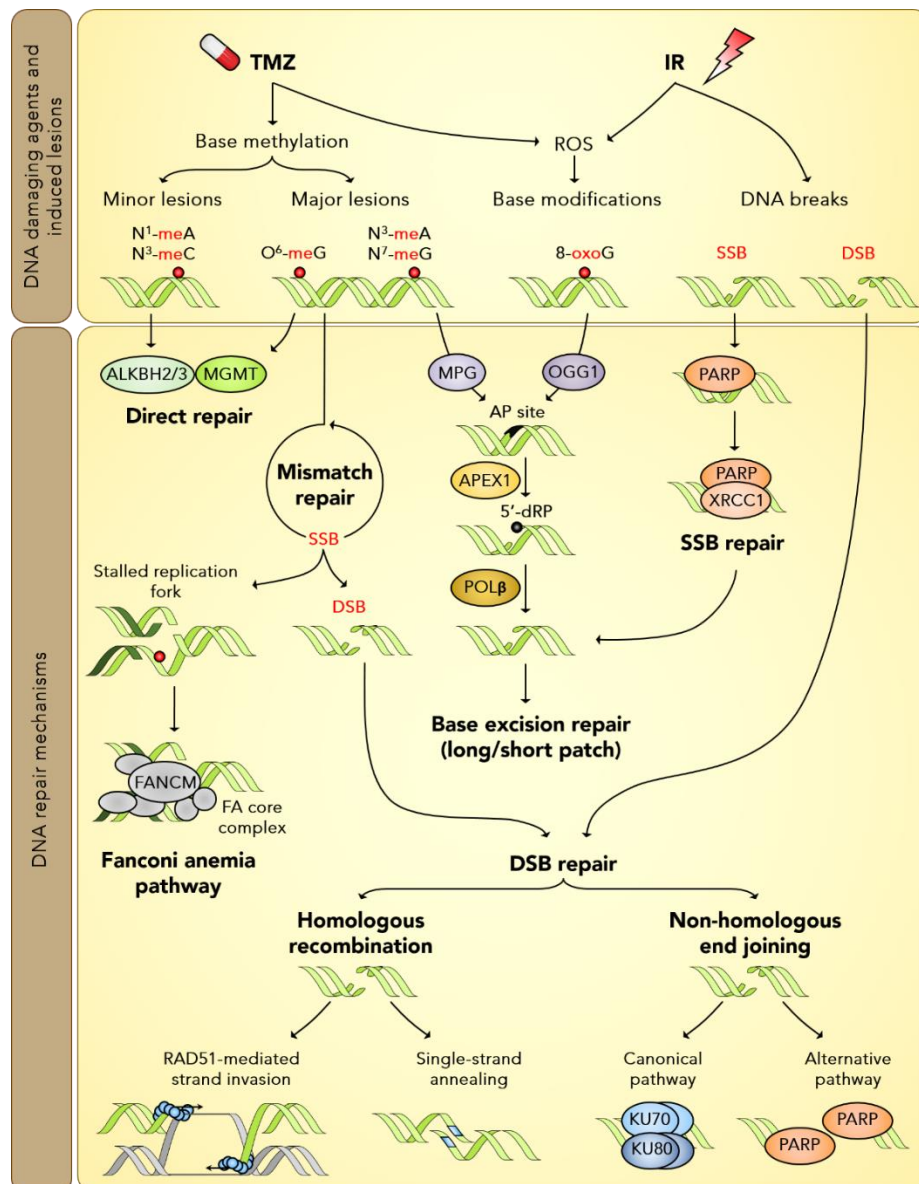 DNA damaging agents and
induced lesions
TMZ
IR
Base methylation
ROS
Minor lesions
Major lesions
Base modifications
DNA breaks
N¹-meA
N³-meC
O⁶-meG
N³-meA
N⁷-meG
8-oxoG
SSB
DSB
DNA repair mechanisms
ALKBH2/3
MGMT
Direct repair
MPG
OGG1
PARP
AP site
Mismatch
repair
SSB
APEX1
5'-dRP
PARP
XRCC1
SSB repair
Stalled replication
fork
DSB
POLβ
Base excision repair
(long/short patch)
FANCM
FA core
complex
Fanconi anemia
pathway
DSB repair
Homologous
recombination
Non-homologous
end joining
RAD51-mediated
strand invasion
Single-strand
annealing
Canonical
pathway
Alternative
pathway
KU70
KU80
PARP
PARP